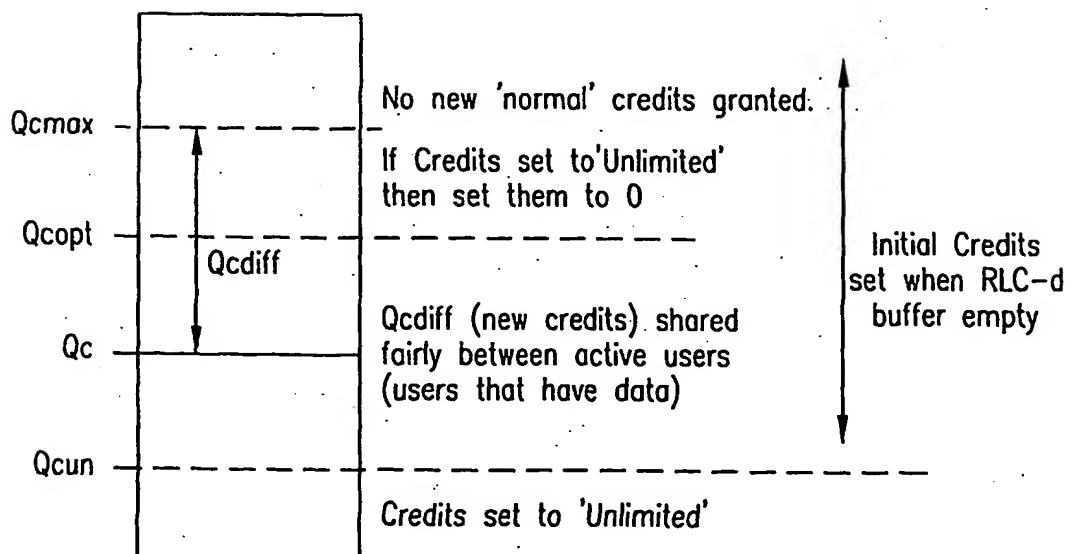 No new 'normal' credits granted.
Qcmax
If Credits set to 'Unlimited'
then set them to 0
Qcopt
Qcdiff
Initial Credits
set when RLC-d
buffer empty
Qcdiff (new credits) shared
fairly between active users
(users that have data)
Qc
Qcun
Credits set to 'Unlimited'